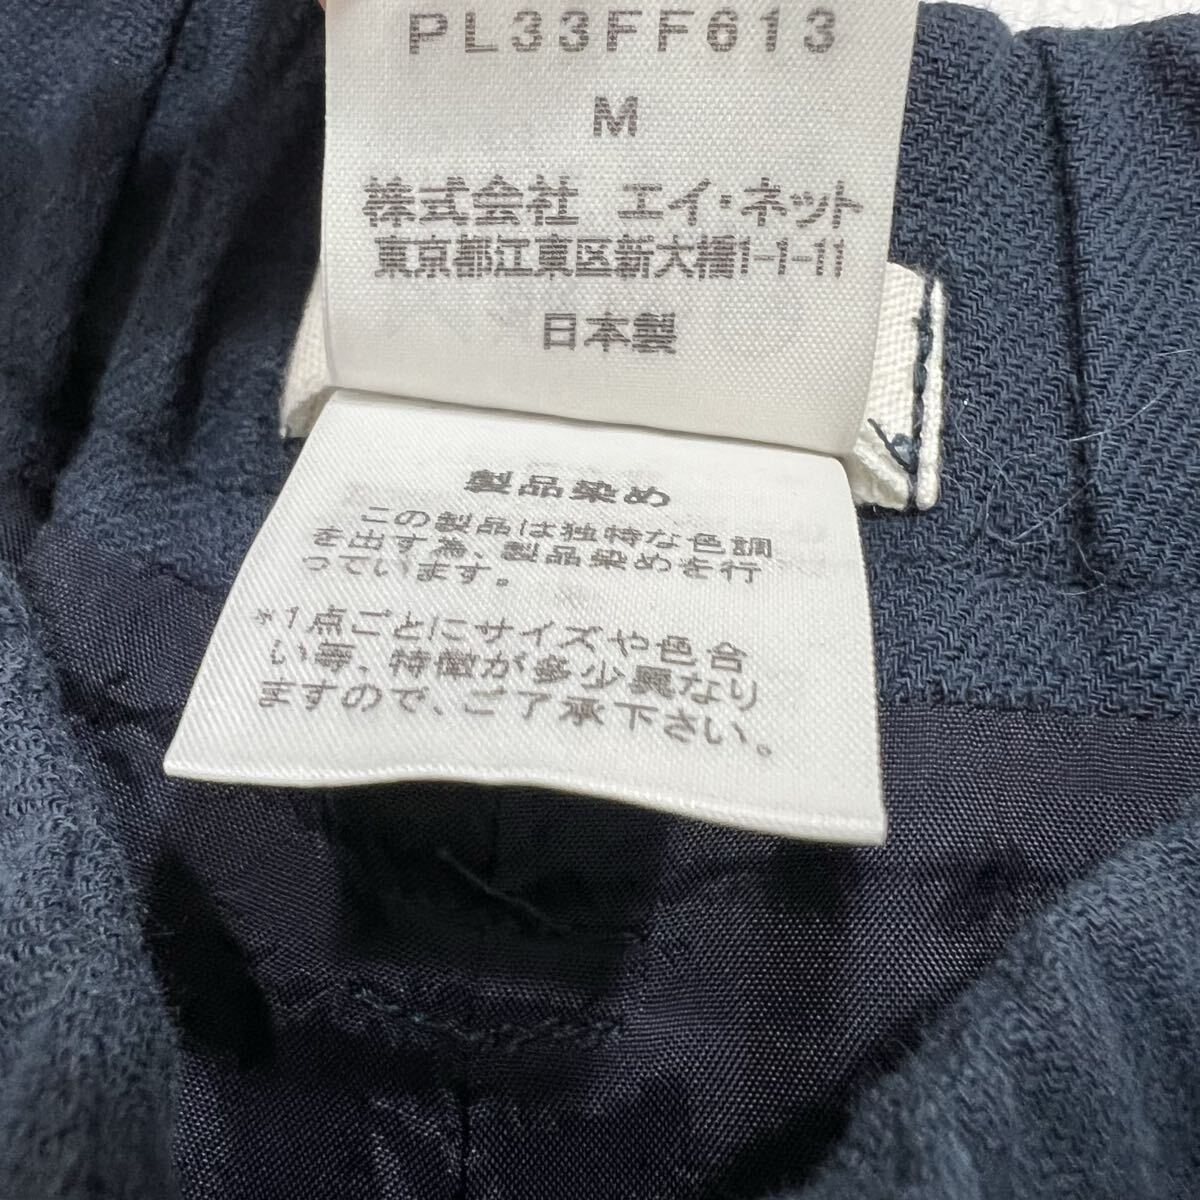 PL33FF613
M
株式会社 エイ・ネット
東京都江東区新大橋1-1-11
日本製
製品染め
この製品は独特な色調
を出す為、製品染めを行
っています。
*1点ごとにサイズや色合
い等、特徴が多少異なり
ますので、ご了承下さい。